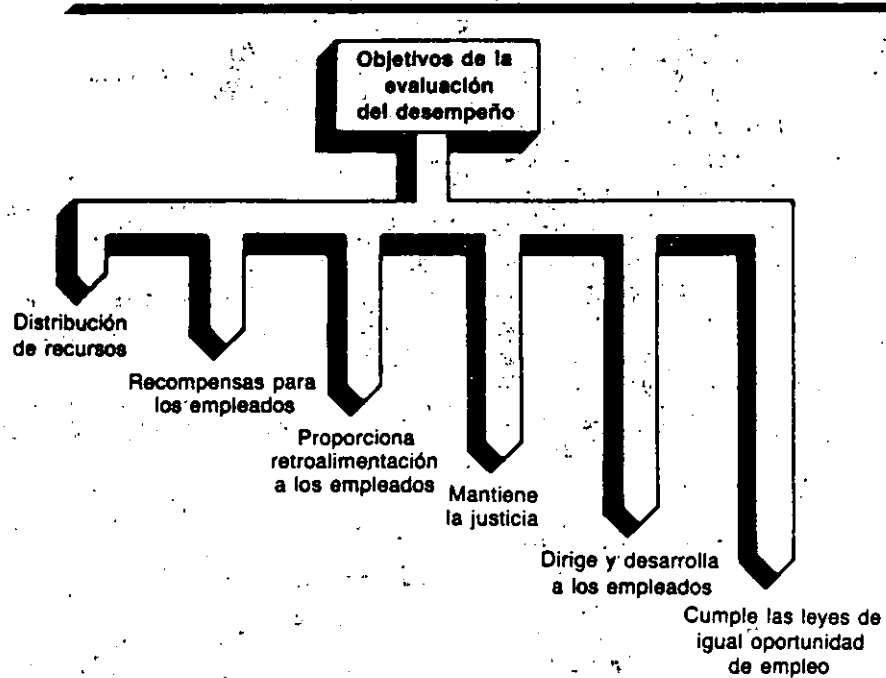 Objetivos de la
evaluación
del desempeño
Distribución
de recursos
Recompensas para
los empleados
Proporciona
retroalimentación
a los empleados
Mantiene
la justicia
Dirige y desarrolla
a los empleados
Cumple las leyes de
igual oportunidad
de empleo